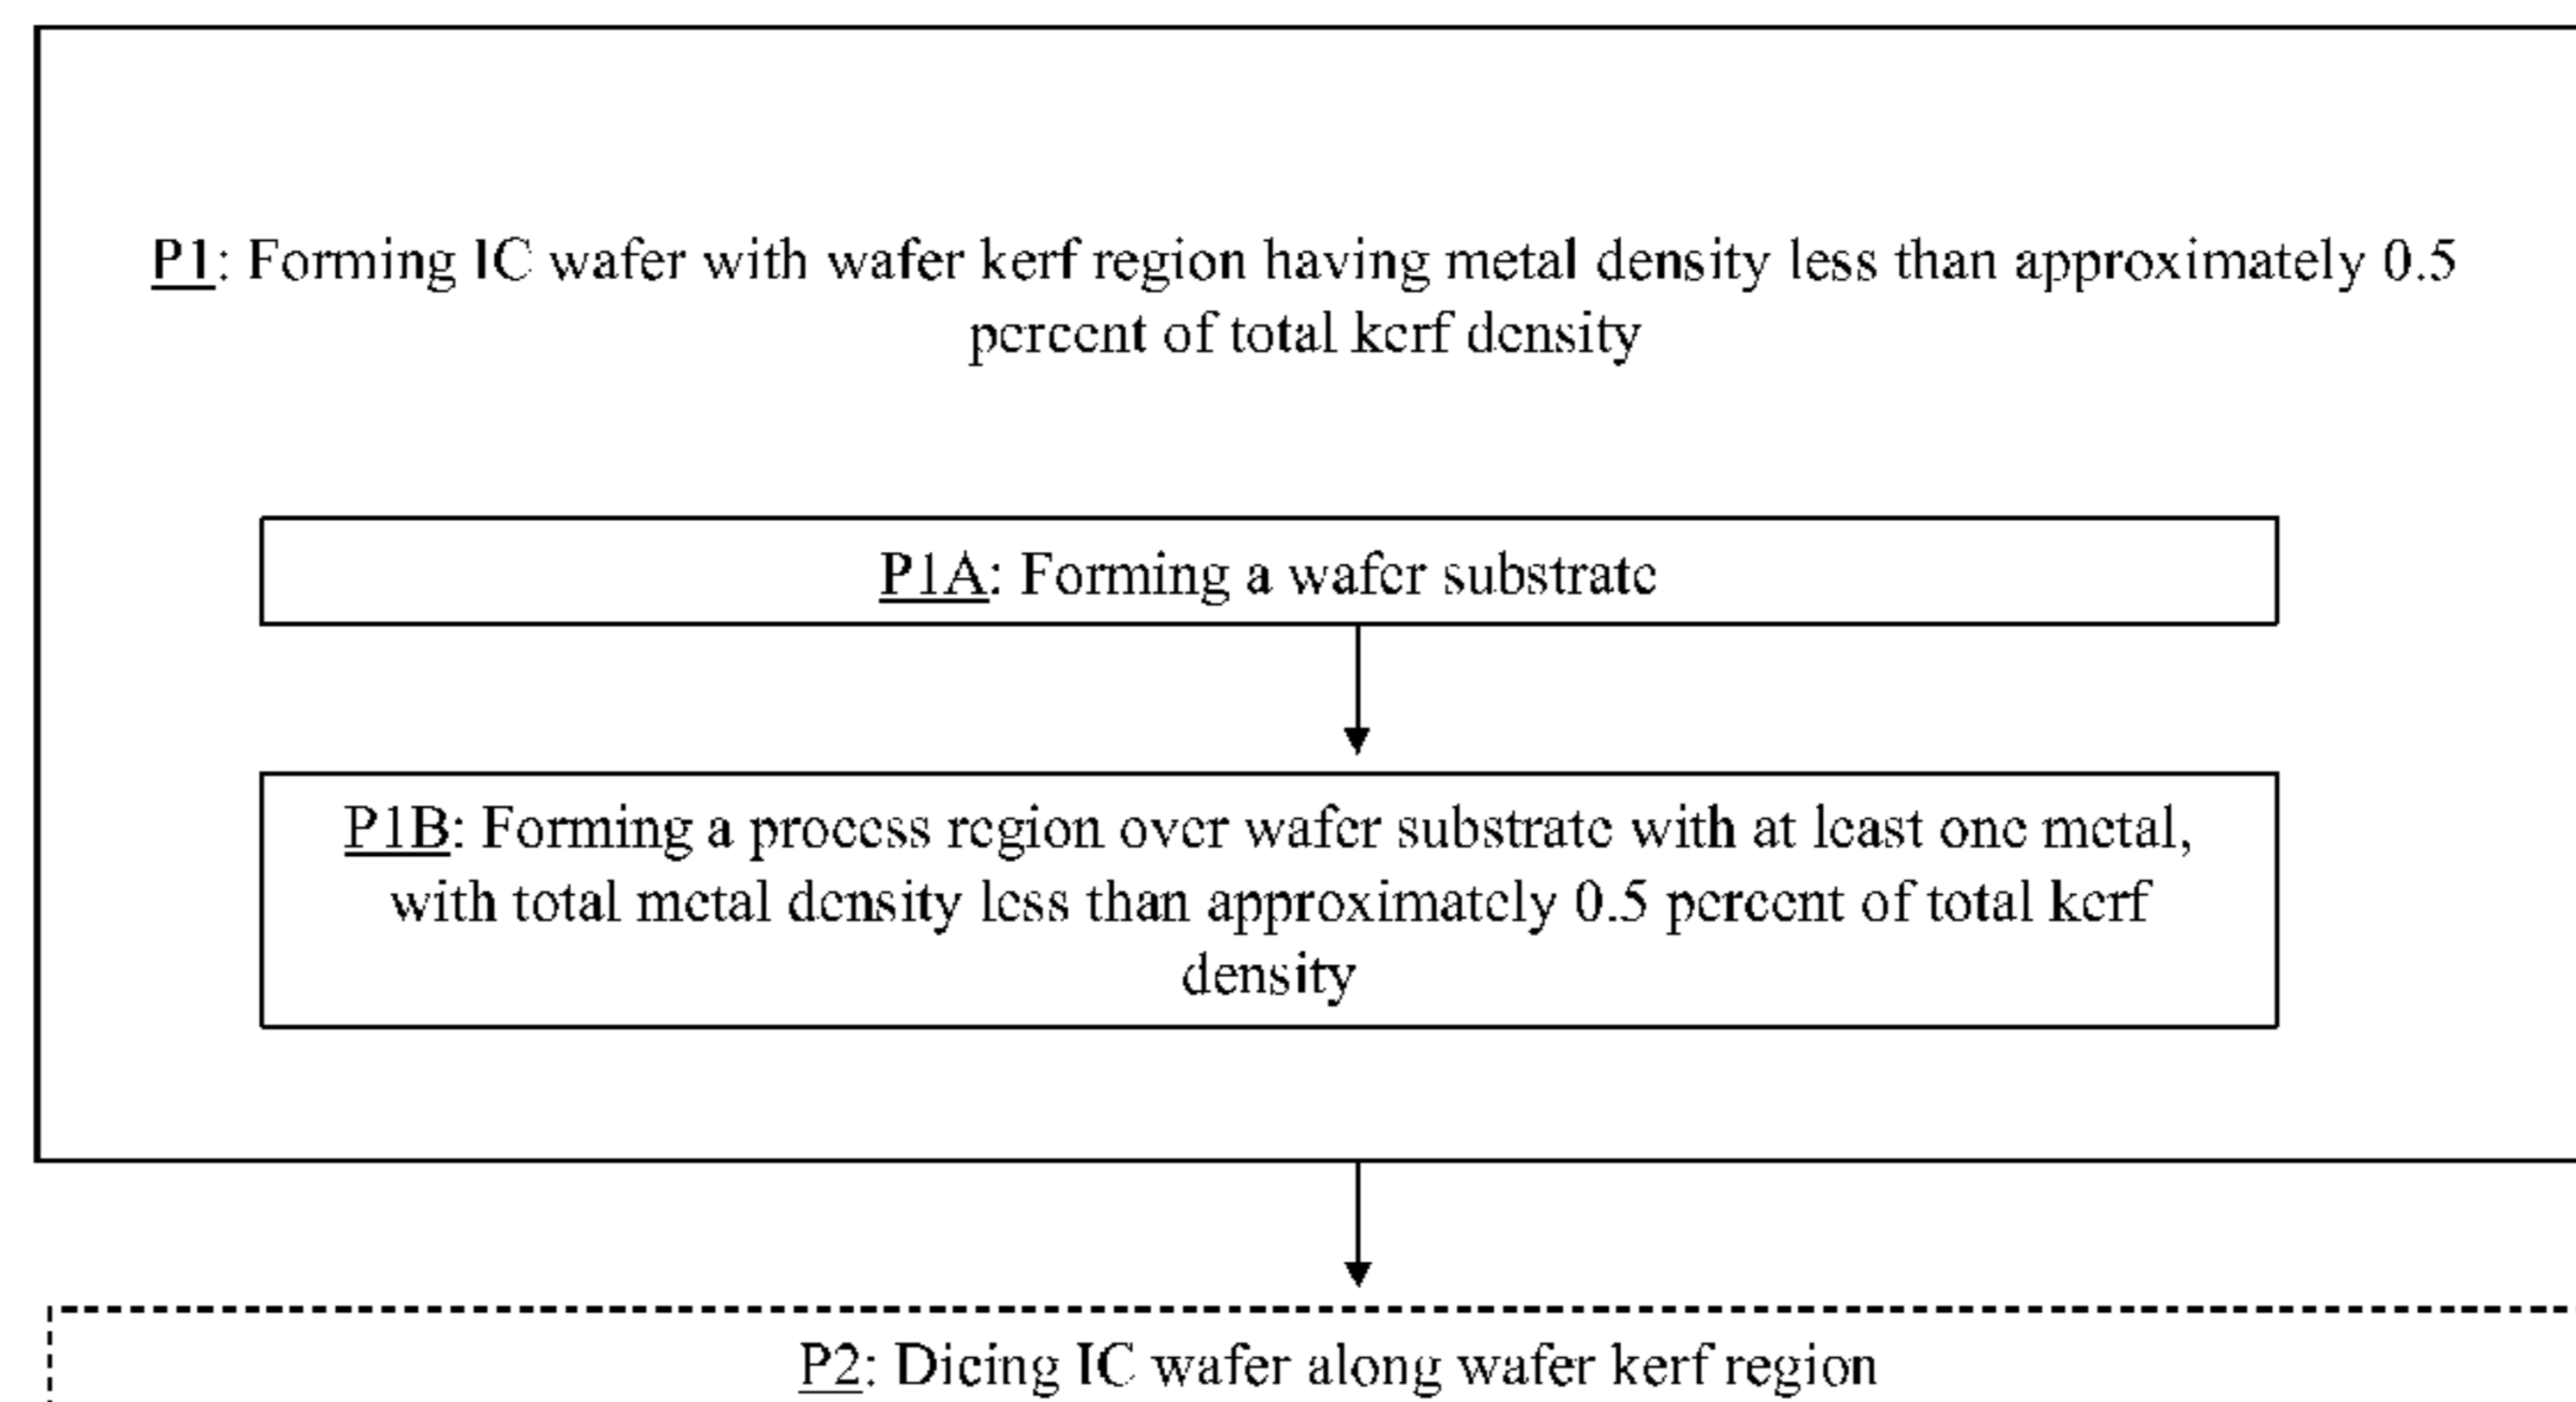 P1: Forming IC wafer with wafer kerf region having metal density less than approximately 0.5
percent of total kerf density
P1A: Forming a wafer substrate
P1B: Forming a process region over wafer substrate with at least one metal,
with total metal density less than approximately 0.5 percent of total kerf
density
P2: Dicing IC wafer along wafer kerf region